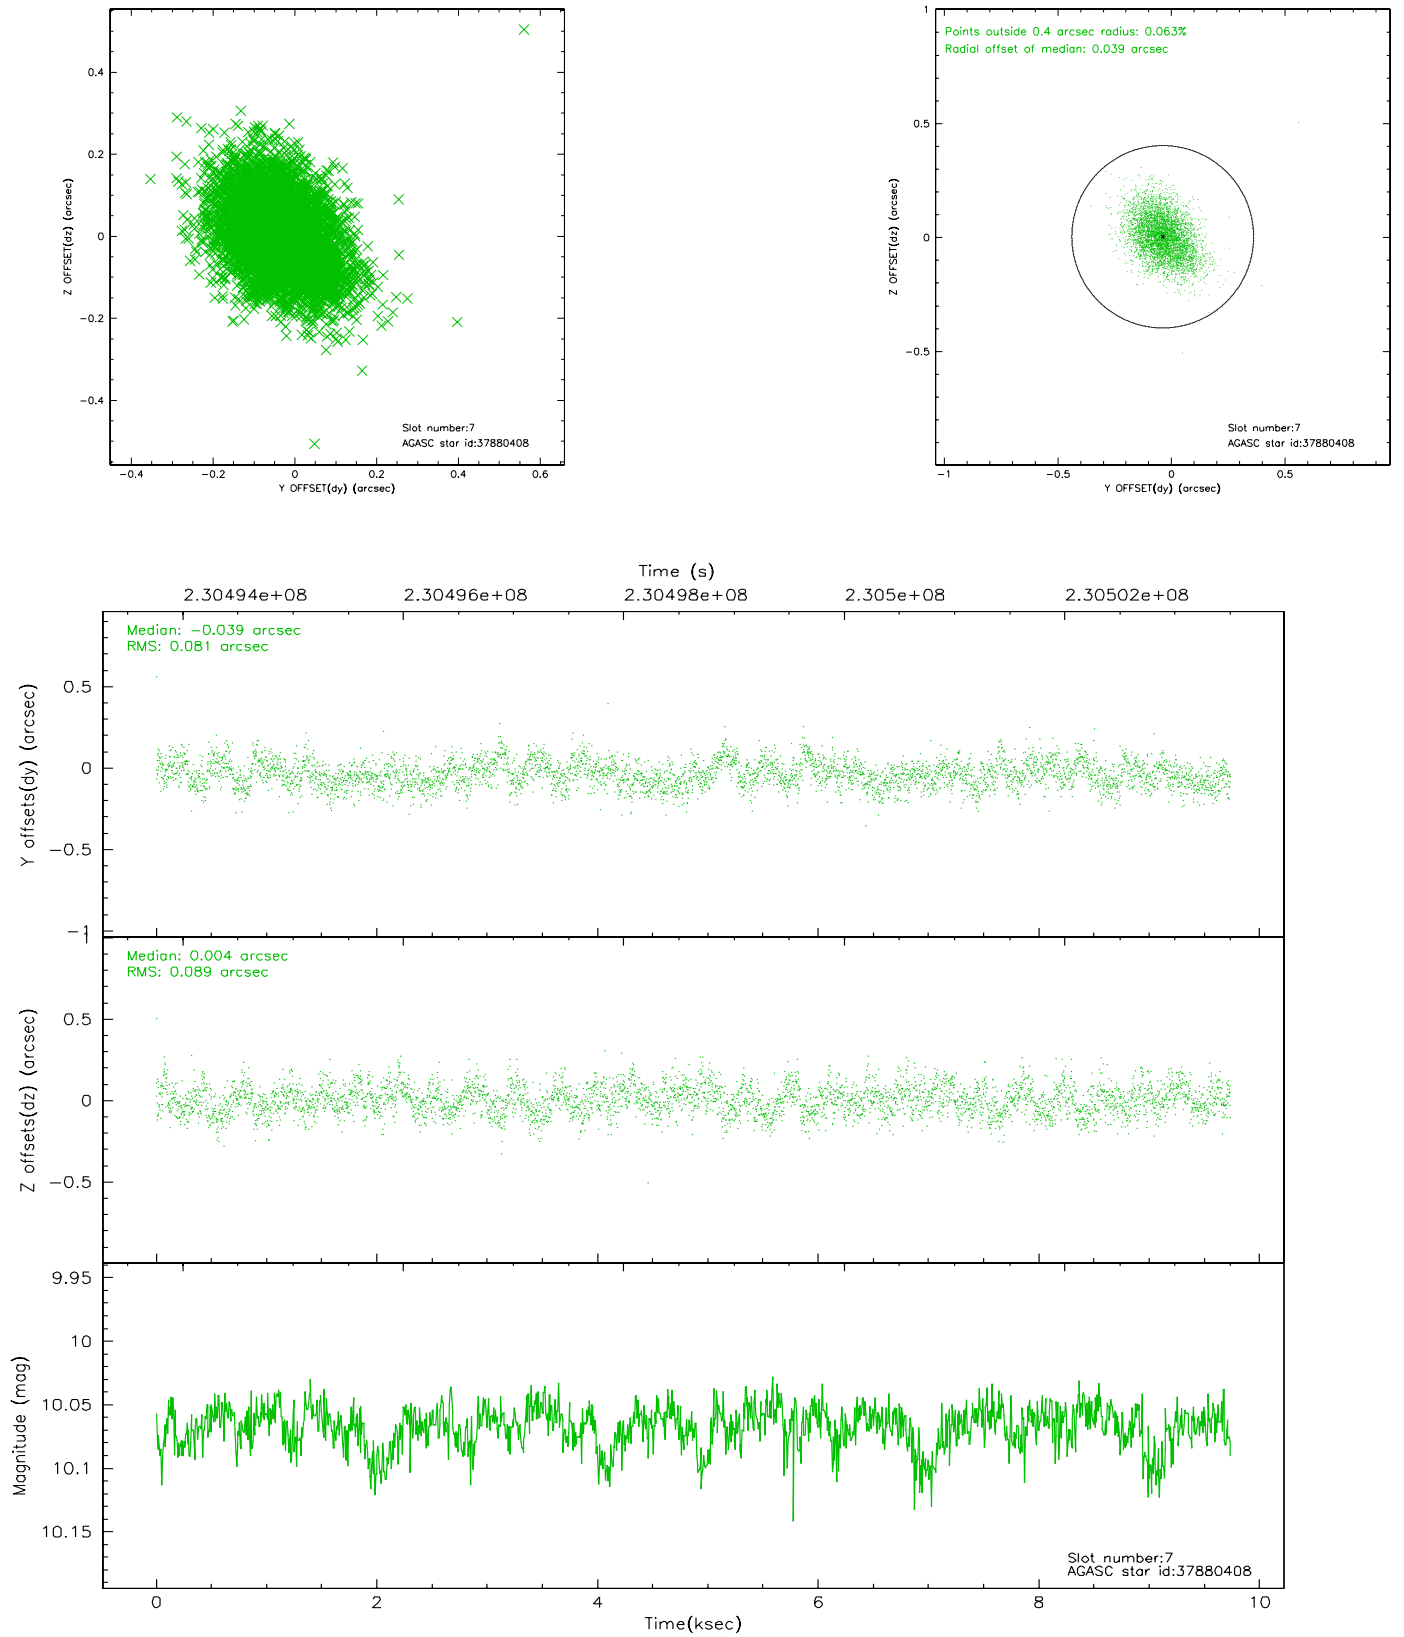 0.4
0.2
0
−0.2
−0.4
Z OFFSET(dz) (arcsec)
Slot number:7
AGASC star id:37880408
−0.4
−0.2
0
0.2
0.4
0.6
Y OFFSET(dy) (arcsec)
1
0.5
0
−0.5
Z OFFSET(dz) (arcsec)
Points outside 0.4 arcsec radius: 0.063%
Radial offset of median: 0.039 arcsec
Slot number:7
AGASC star id:37880408
−1
−0.5
0
0.5
Y OFFSET(dy) (arcsec)
Time (s)
2.30494e+08
2.30496e+08
2.30498e+08
2.305e+08
2.30502e+08
Median: −0.039 arcsec
RMS: 0.081 arcsec
0.5
0
−0.5
−1
Y offsets(dy) (arcsec)
1
Median: 0.004 arcsec
RMS: 0.089 arcsec
0.5
0
−0.5
Z offsets(dz) (arcsec)
9.95
10
10.05
10.1
10.15
Magnitude (mag)
Slot number:7
AGASC star id:37880408
0
2
4
6
8
10
Time(ksec)